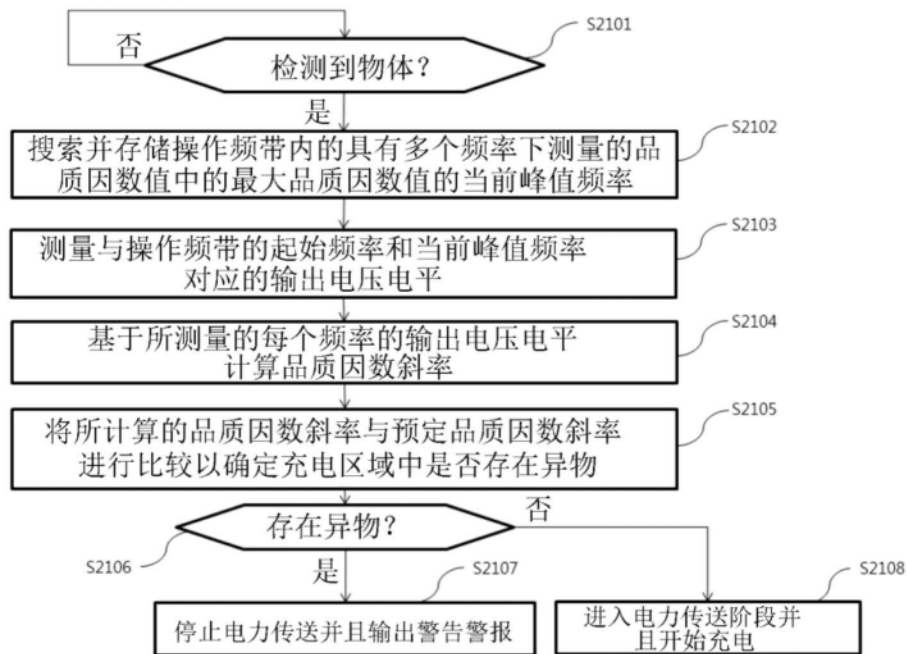 S2101
否
检测到物体？
是
S2102
搜索并存储操作频带内的具有多个频率下测量的品
质因数值中的最大品质因数值的当前峰值频率
S2103
测量与操作频带的起始频率和当前峰值频率
对应的输出电压电平
S2104
基于所测量的每个频率的输出电压电平
计算品质因数斜率
S2105
将所计算的品质因数斜率与预定品质因数斜率
进行比较以确定充电区域中是否存在异物
存在异物？
否
S2106
是
S2107
S2108
停止电力传送并且输出警告警报
进入电力传送阶段并
且开始充电